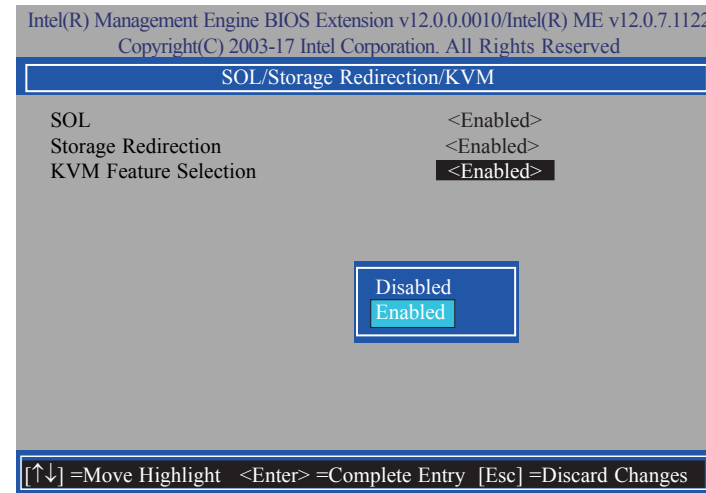 Intel(R) Management Engine BIOS Extension v12.0.0.0010/Intel(R) ME v12.0.7.1122
Copyright(C) 2003-17 Intel Corporation. All Rights Reserved
SOL/Storage Redirection/KVM
SOL <Enabled>
Storage Redirection <Enabled>
KVM Feature Selection <Enabled>
Disabled
Enabled
[↑↓] =Move Highlight <Enter> =Complete Entry [Esc] =Discard Changes